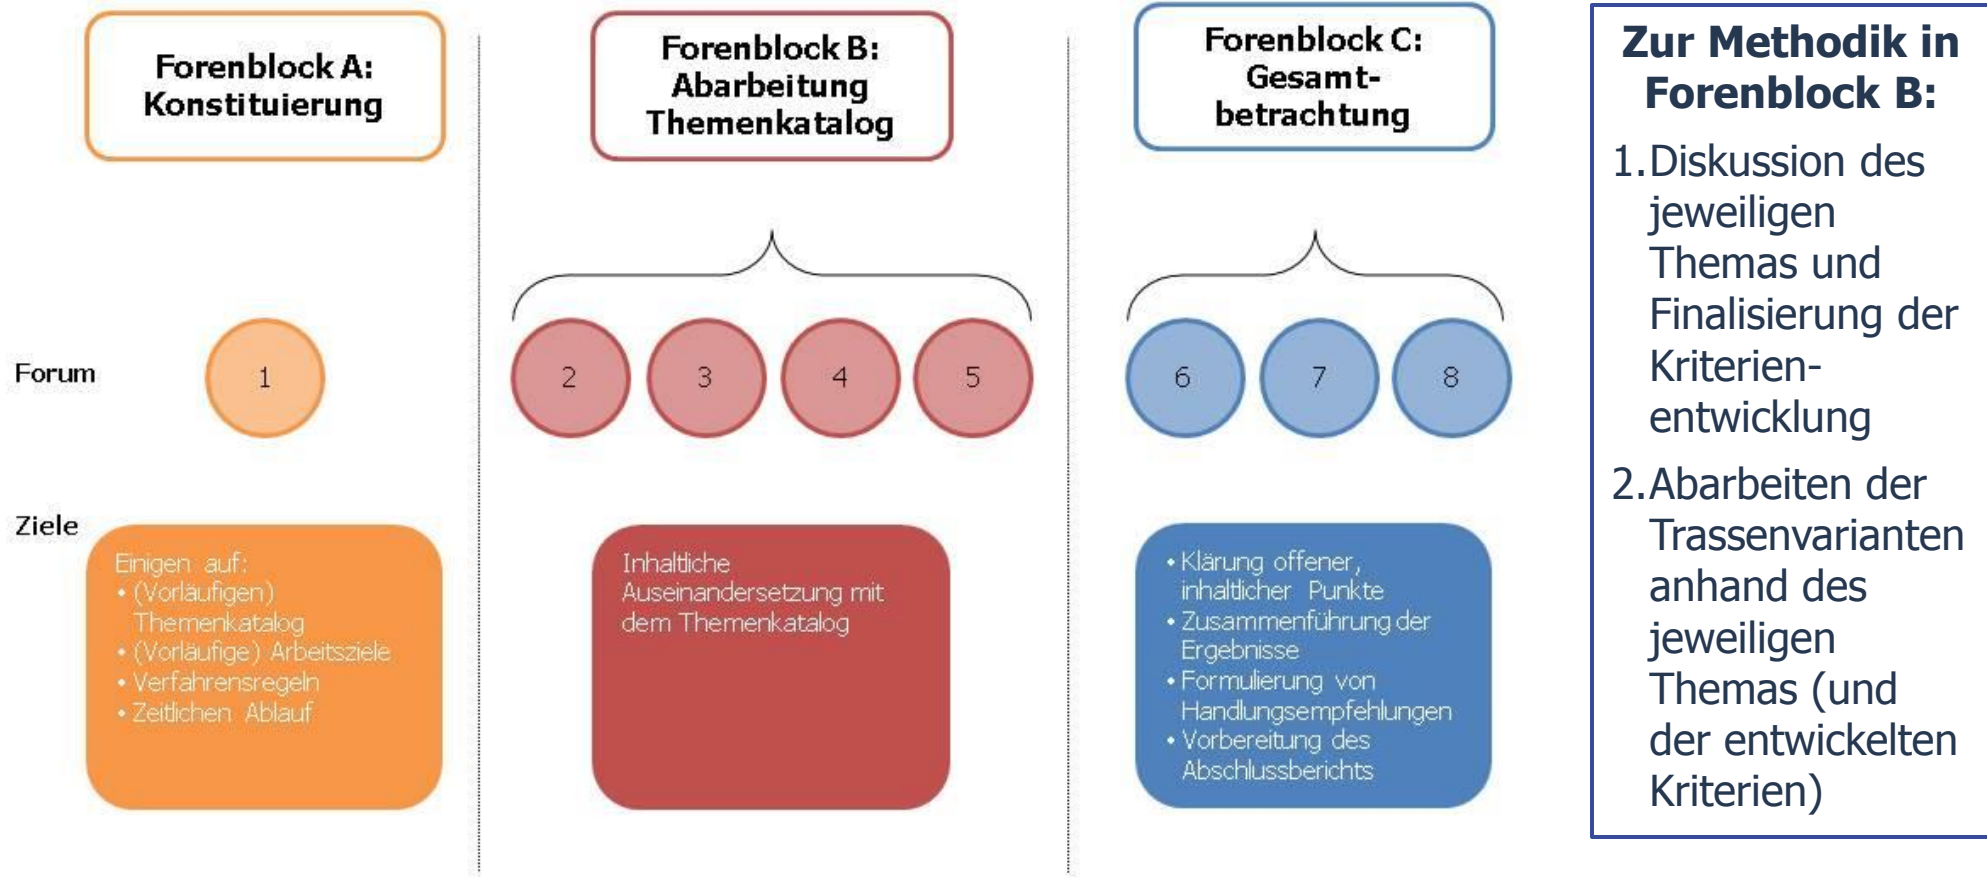 Forenblock A:
Konstituierung
Forenblock B:
Abarbeitung
Themenkatalog
Forenblock C:
Gesamt-
betrachtung
Forum
1
2
3
4
5
6
7
8
Ziele
Einigen auf:
• (Vorläufigen)
Themenkatalog
• (Vorläufige) Arbeitsziele
• Verfahrensregeln
• Zeitlichen Ablauf
Inhaltliche
Auseinandersetzung mit
dem Themenkatalog
• Klärung offener,
inhaltlicher Punkte
• Zusammenführung der
Ergebnisse
• Formulierung von
Handlungsempfehlungen
• Vorbereitung des
Abschlussberichts
Zur Methodik in
Forenblock B:
1.Diskussion des
jeweiligen
Themas und
Finalisierung der
Kriterien-
entwicklung
2.Abarbeiten der
Trassenvarianten
anhand des
jeweiligen
Themas (und
der entwickelten
Kriterien)